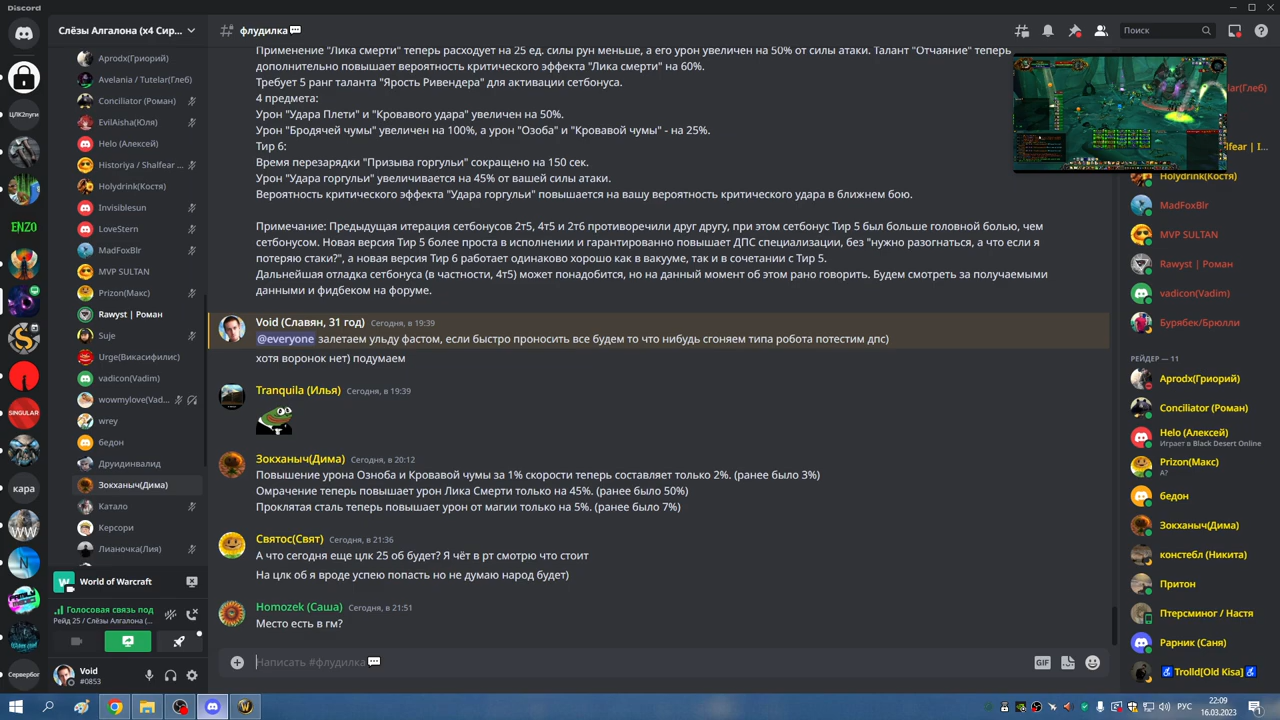 Discord
Слёзы Алгалона (x4 Сир...
флудилка
Поиск
Aprodx(Григорий)
Avelania / Tutelar(Глеб)
Conciliator (Роман)
EvilAisha(Юля)
Helo (Алексей)
Historiya / Shalfear ...
Holydrink(Костя)
Invisiblesun
LoveStern
MadFoxBlr
MVP SULTAN
Prizon(Макс)
Rawyst | Роман
Suje
Urge(Викасифилис)
vadicon(Vadim)
wowmylove(Vad...
wrey
бедон
Друидинвалид
Зокханыч(Дима)
Катало
Керсори
Лианочка(Лия)
World of Warcraft
Голосовая связь под
Рейд 25 / Слёзы Алгалона (...
Void
#0853
ЦЛК2пуги
ENZO
SINGULAR
кара
WW
Сервербог
Применение "Лика смерти" теперь расходует на 25 ед. силы рун меньше, а его урон увеличен на 50% от силы атаки. Талант "Отчаяние" теперь
дополнительно повышает вероятность критического эффекта "Лика смерти" на 60%.
Требует 5 ранг таланта "Ярость Ривендера" для активации сетбонуса.
4 предмета:
Урон "Удара Плети" и "Кровавого удара" увеличен на 50%.
Урон "Бродячей чумы" увеличен на 100%, а урон "Озоба" и "Кровавой чумы" - на 25%.
Тир 6:
Время перезарядки "Призыва горгульи" сокращено на 150 сек.
Урон "Удара горгульи" увеличен на 45% от вашей силы атаки.
Вероятность критического эффекта "Удара горгульи" повышается на вашу вероятность критического удара в ближнем бою.
Примечание: Предыдущая итерация сетбонусов 2т5, 4т5 и 2т6 противоречили друг другу, при этом сетбонус Тир 5 был больше головной болью, чем
сетбонусом. Новая версия Тир 5 более проста в исполнении и гарантированно повышает ДПС специализации, без "нужно разогнаться, а что если я
потеряю стаки?", а новая версия Тир 6 работает одинаково хорошо как в вакууме, так и в сочетании с Тир 5.
Дальнейшая отладка сетбонуса (в частности, 4т5) может понадобится, но на данный момент об этом рано говорить. Будем смотреть за получаемыми
данными и фидбеком на форуме.
Void (Славян, 31 год) Сегодня, в 19:39
@everyone залетаем ульду фастом, если быстро проносить все будем то что нибудь сгоняем типа робота потестим дпс)
хотя воронок нет) подумаем
Tranquila (Илья) Сегодня, в 19:39
Зокханыч(Дима) Сегодня, в 20:12
Повышение урона Озноба и Кровавой чумы за 1% скорости теперь составляет только 2%. (ранее было 3%)
Омрачение теперь повышает урон Лика Смерти только на 45%. (ранее было 50%)
Проклятая сталь теперь повышает урон от магии только на 5%. (ранее было 7%)
Святос(Свят) Сегодня, в 21:36
А что сегодня еще цлк 25 об будет? Я чёт в рт смотрю что стоит
На цлк об я вроде успею попасть но не думаю народ будет)
Homozek (Саша) Сегодня, в 21:51
Место есть в гм?
Написать #флудилка
GIF
lar(Глеб)
fear | I...
Holydrink(Костя)
MadFoxBlr
MVP SULTAN
Rawyst | Роман
vadicon(Vadim)
Бурябек/Брюлли
РЕЙДЕР — 11
Aprodx(Гриорий)
Conciliator (Роман)
Helo (Алексей)
Играет в Black Desert Online
Prizon(Макс)
А?
бедон
Зокханыч(Дима)
констебл (Никита)
Притон
Птерсминог / Настя
Рарник (Саня)
Trolld[Old Kisa]
РУС
22:09
16.03.2023
1